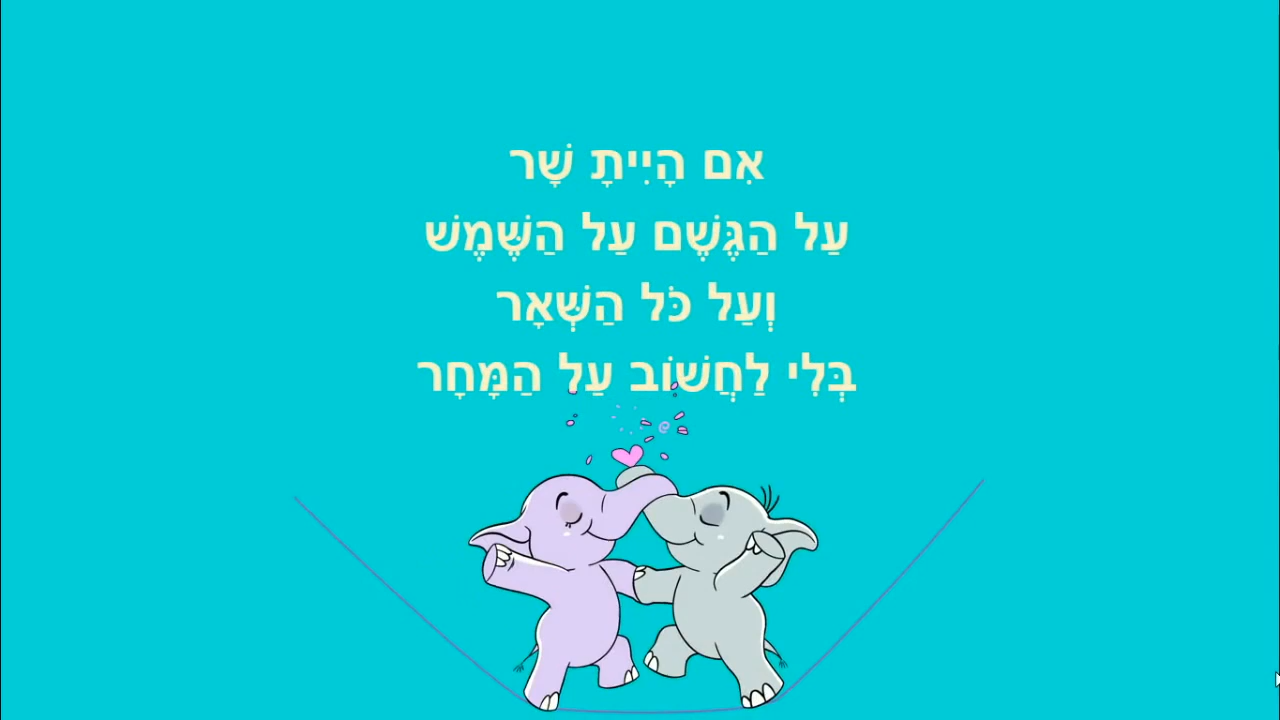 אִם הָיִיתָ שָׁר
עַל הַגֶּשֶׁם עַל הַשֶּׁמֶשׁ
וְעַל כֹּל הַשְּׁאָר
בְּלִי לַחֲשׁוֹב עַל הַמָּחָר